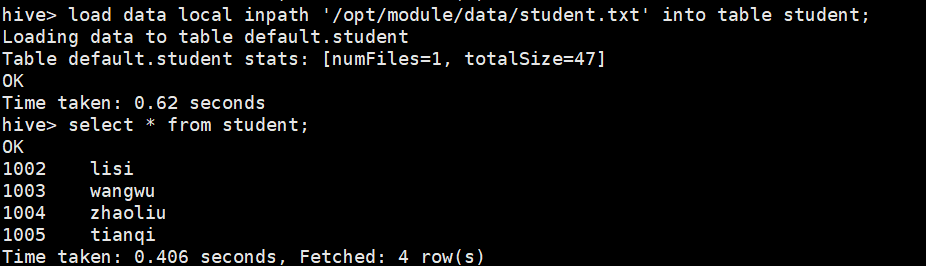 hive> load data local inpath '/opt/module/data/student.txt' into table student;
Loading data to table default.student
Table default.student stats: [numFiles=1, totalSize=47]
OK
Time taken: 0.62 seconds
hive> select * from student;
OK
1002    lisi
1003    wangwu
1004    zhaoliu
1005    tianqi
Time taken: 0.406 seconds, Fetched: 4 row(s)